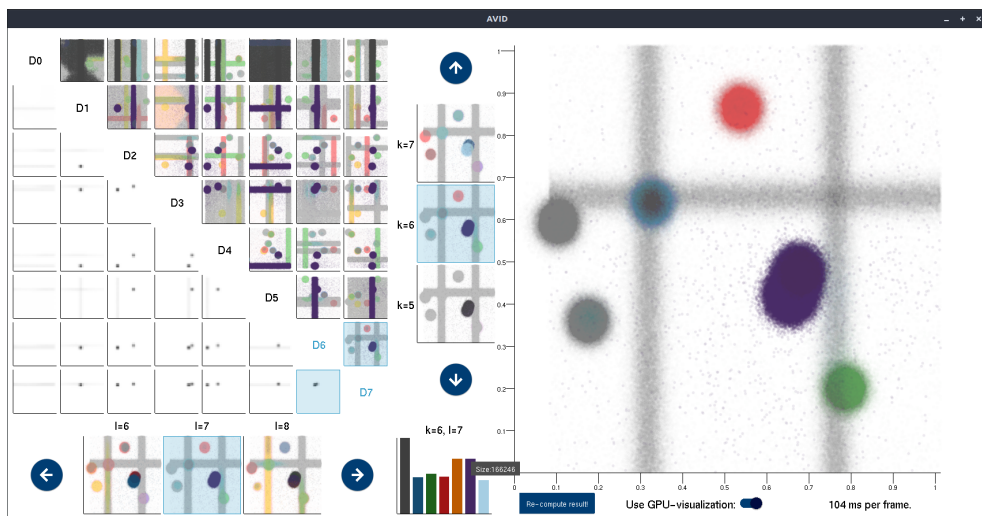 AVID
D0
D1
D2
D3
D4
D5
D6
D7
k=7
k=6
k=5
l=6
l=7
l=8
k=6, l=7
Size:166246
1
0.9
0.8
0.7
0.6
0.5
0.4
0.3
0.2
0.1
0
0.1
0.2
0.3
0.4
0.5
0.6
0.7
0.8
0.9
1
Re-compute result!
Use GPU-visualization:
104 ms per frame.